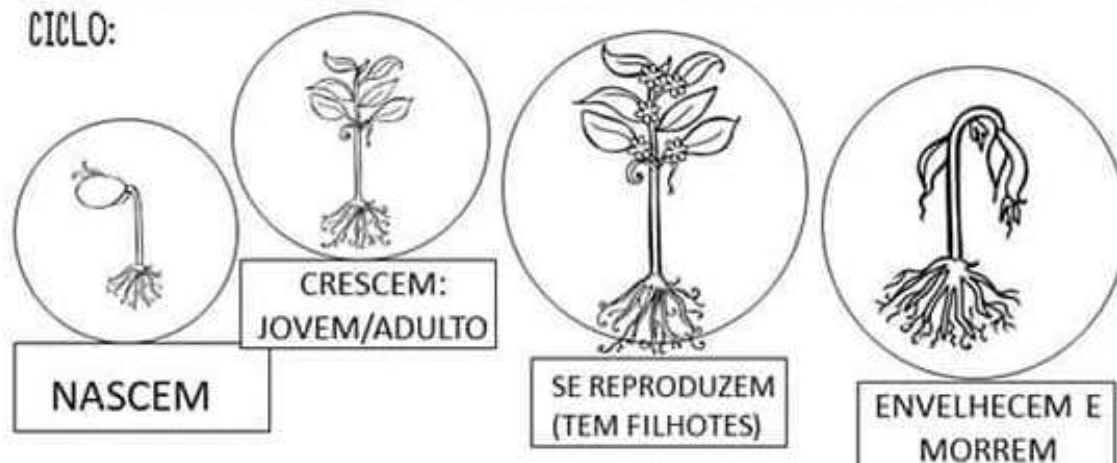 CICLO:
NASCEM
CRESCEM:
JOVEM/ADULTO
SE REPRODUZEM
(TEM FILHOTES)
ENVELHECEM E
MORREM